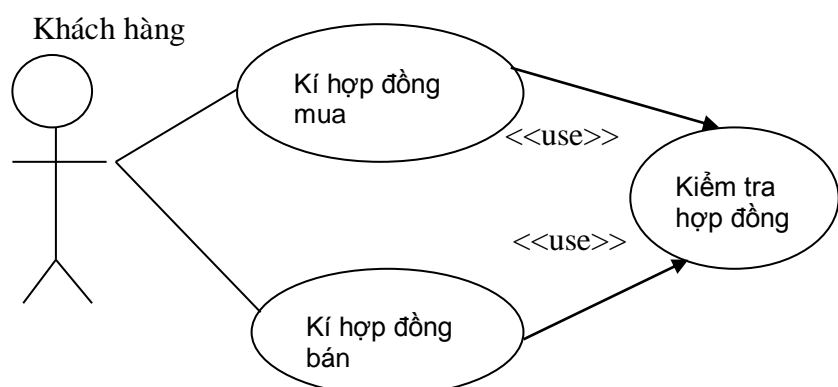 Khách hàng
Kí hợp đồng
mua
<<use>>
Kiểm tra
hợp đồng
<<use>>
Kí hợp đồng
bán